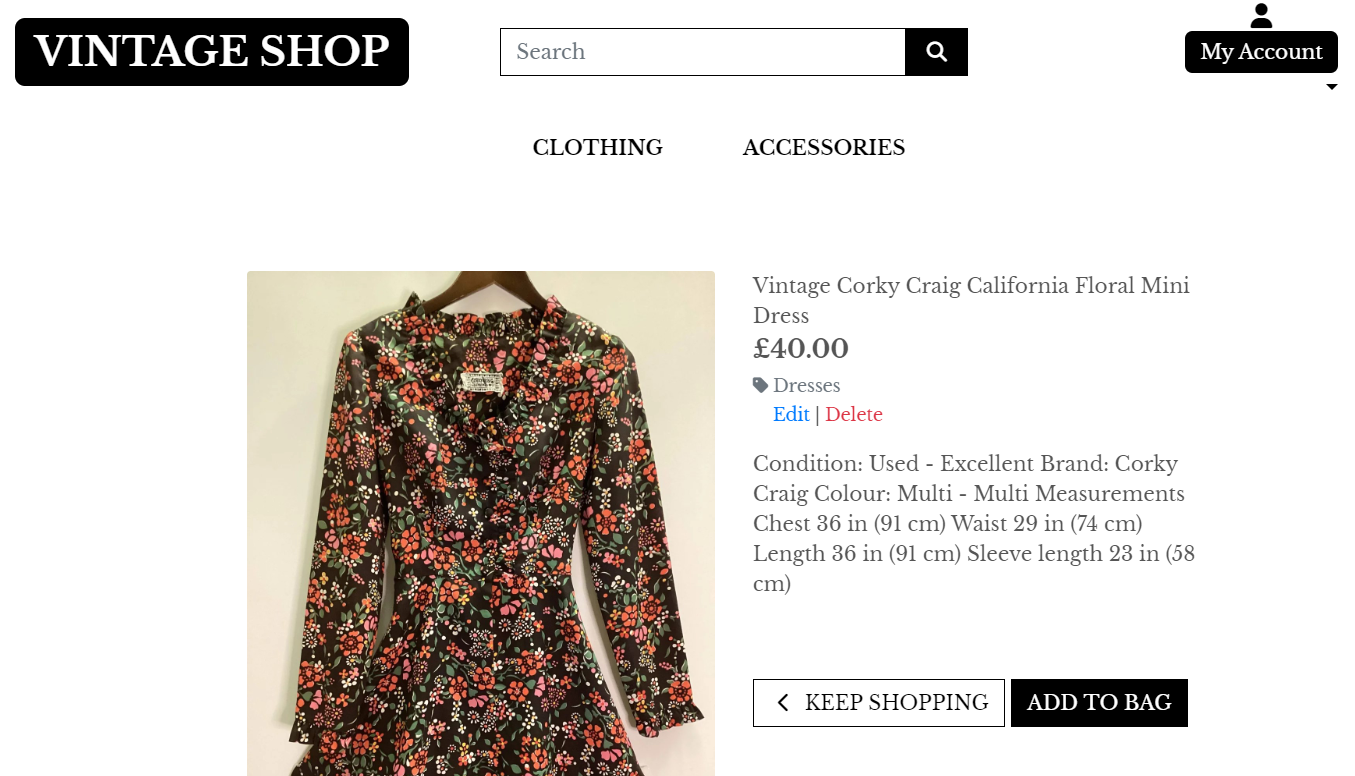 VINTAGE SHOP
Search
My Account
CLOTHING
ACCESSORIES
Vintage Corky Craig California Floral Mini
Dress
£40.00
Dresses
Edit | Delete
Condition: Used - Excellent Brand: Corky
Craig Colour: Multi - Multi Measurements
Chest 36 in (91 cm) Waist 29 in (74 cm)
Length 36 in (91 cm) Sleeve length 23 in (58
cm)
KEEP SHOPPING
ADD TO BAG